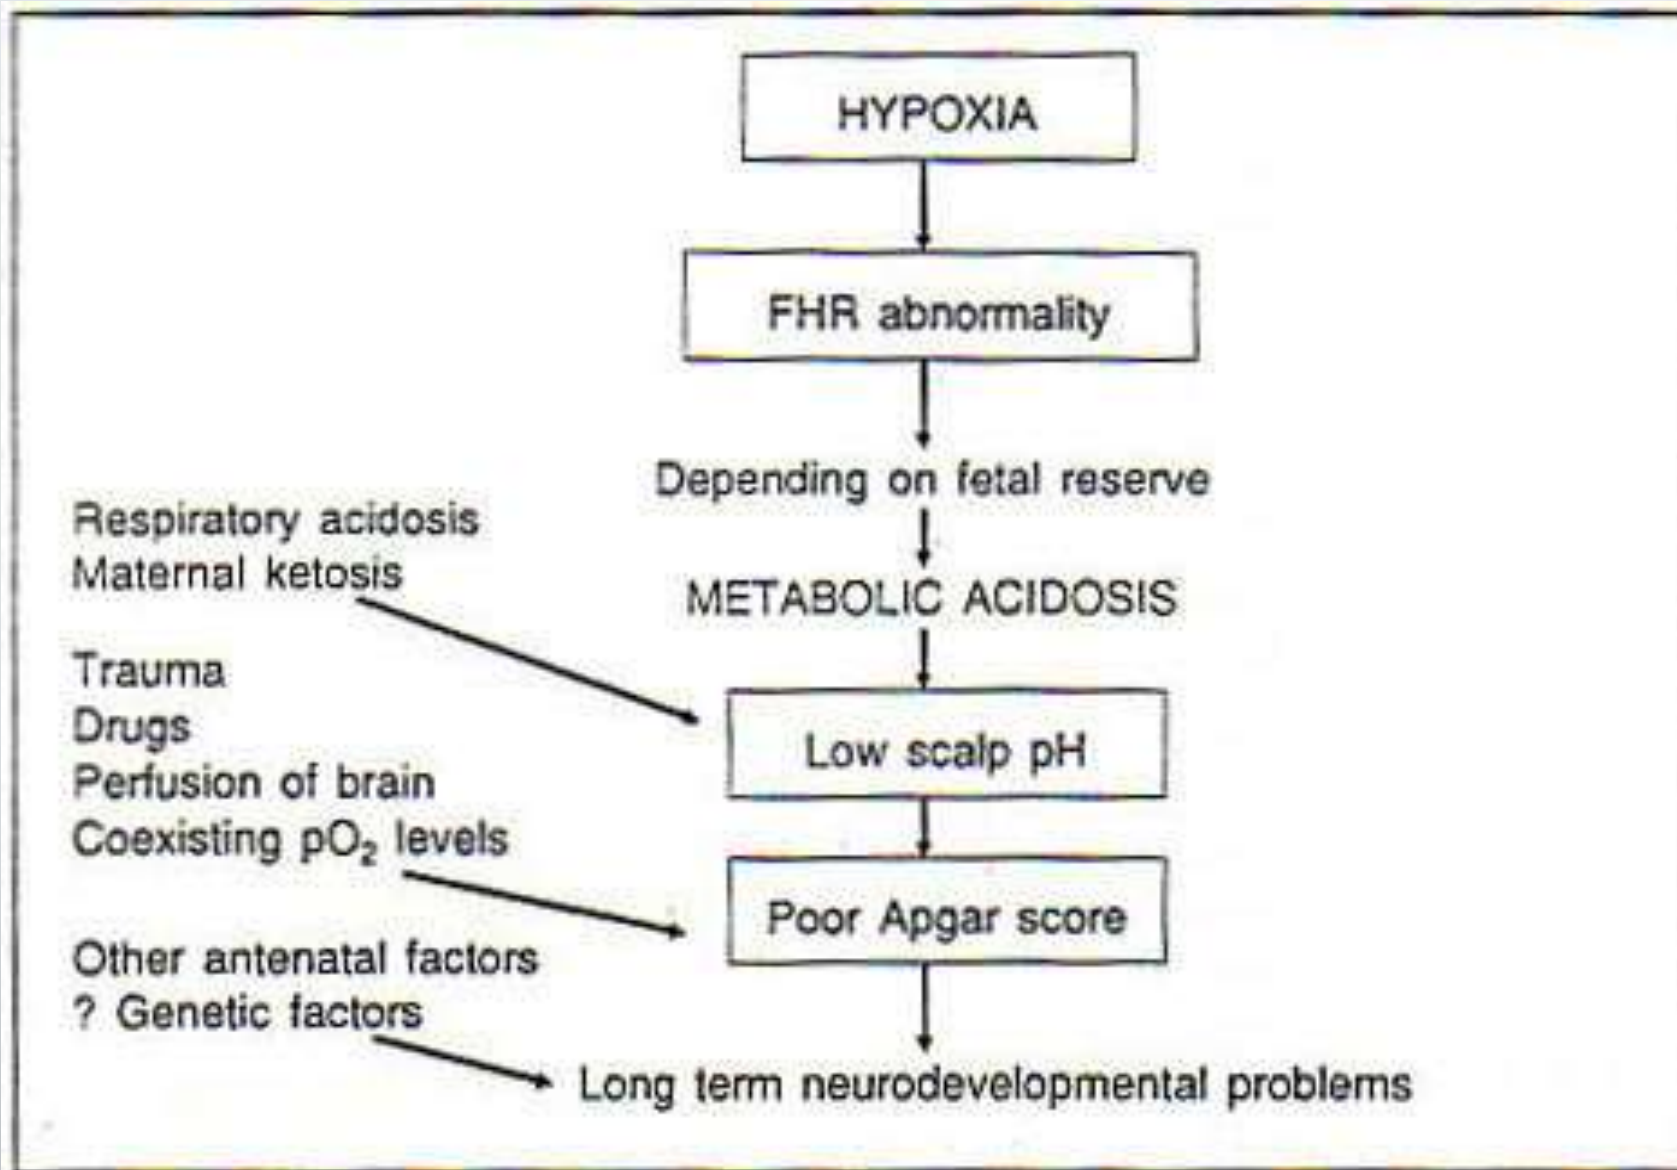 HYPOXIA
FHR abnormality
Depending on fetal reserve
Respiratory acidosis
Maternal ketosis
METABOLIC ACIDOSIS
Trauma
Drugs
Perfusion of brain
Coexisting pO₂ levels
Low scalp pH
Poor Apgar score
Other antenatal factors
? Genetic factors
Long term neurodevelopmental problems